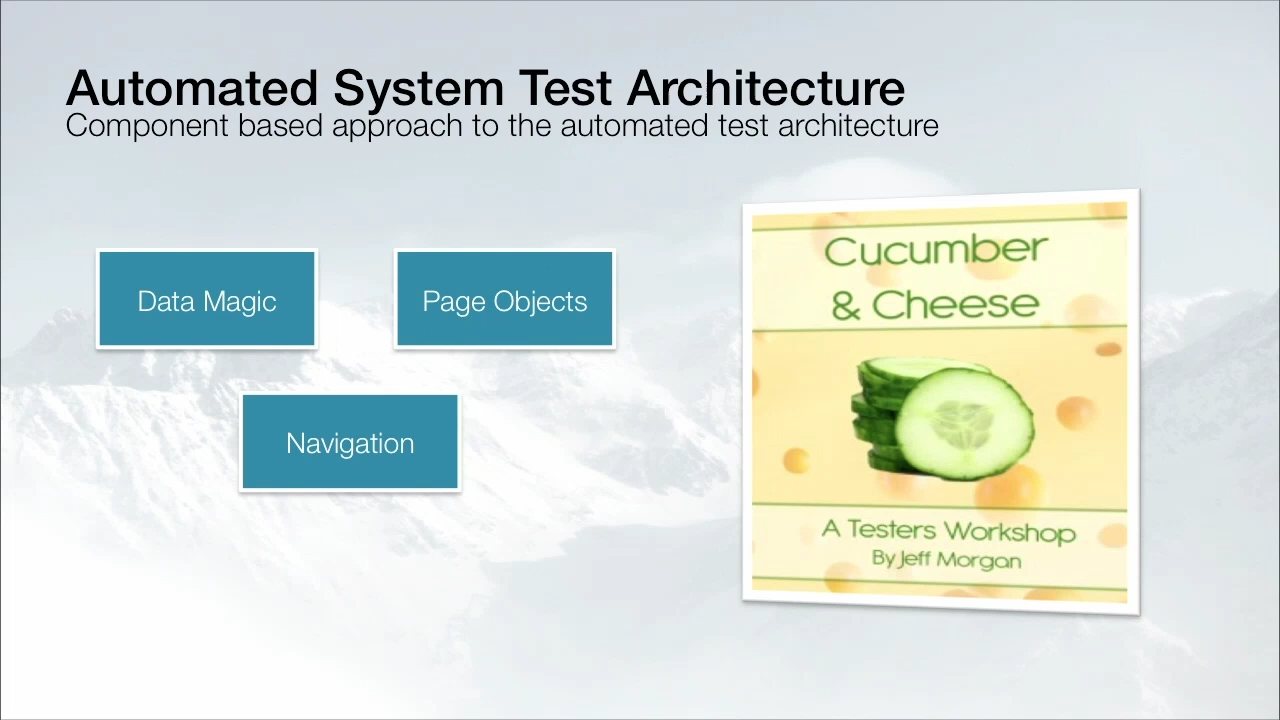 Automated System Test Architecture
Component based approach to the automated test architecture
Data Magic
Page Objects
Navigation
Cucumber
& Cheese
A Testers Workshop
By Jeff Morgan